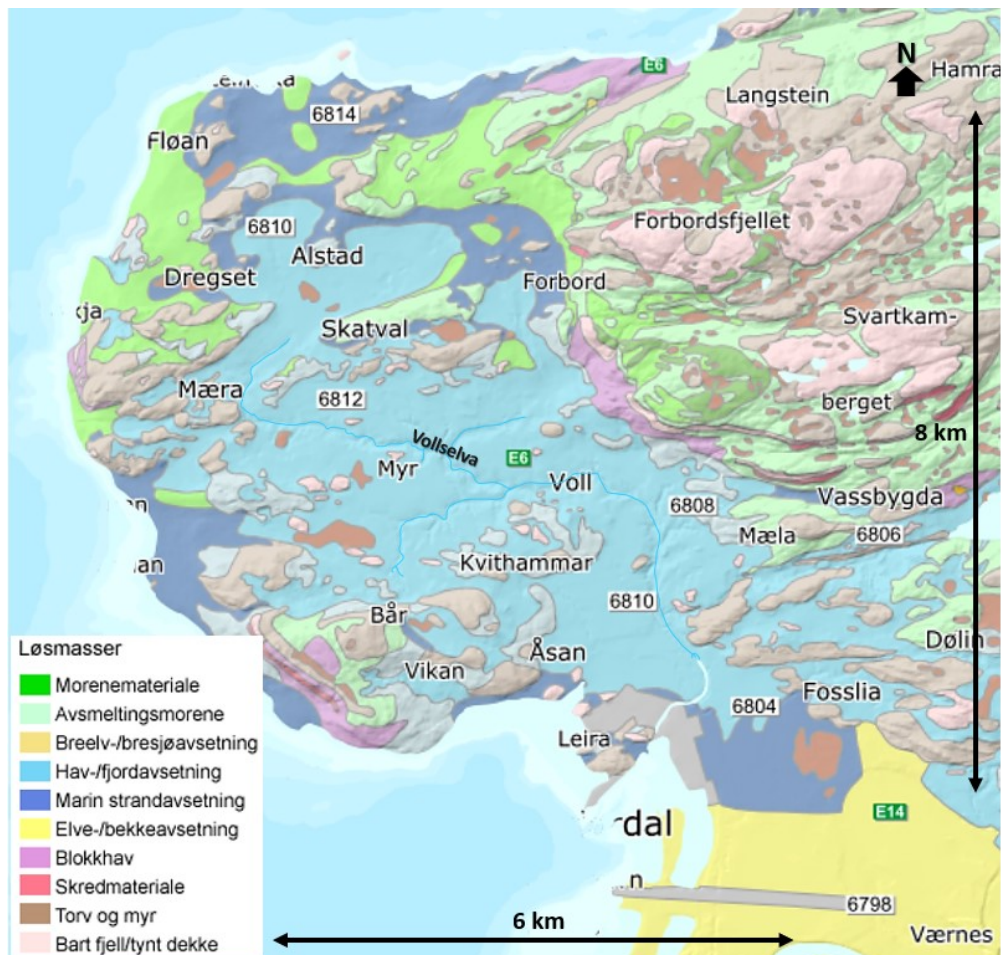 N
Hamra
E6
Langstein
6814
Fløan
Forbordsfjellet
6810
Alstad
Dregset
Forbord
kja
Skatval
Svartkam-
Mæra
6812
berget
8 km
Vollselva
Myr
E6
Voll
6808
Vassbygda
Mæla
6806
Kvithammar
6810
Bår
Dølin
Åsan
Vikan
Fosslia
6804
Leira
Løsmasser
Morenemateriale
Avsmeltingsmorene
Breelv-/bresjøavsetning
Hav-/fjordavsetning
Marin strandavsetning
Elve-/bekkeavsetning
Blokkhav
Skredmateriale
Torv og myr
Bart fjell/tynt dekke
rdal
E14
6798
6 km
Værnes